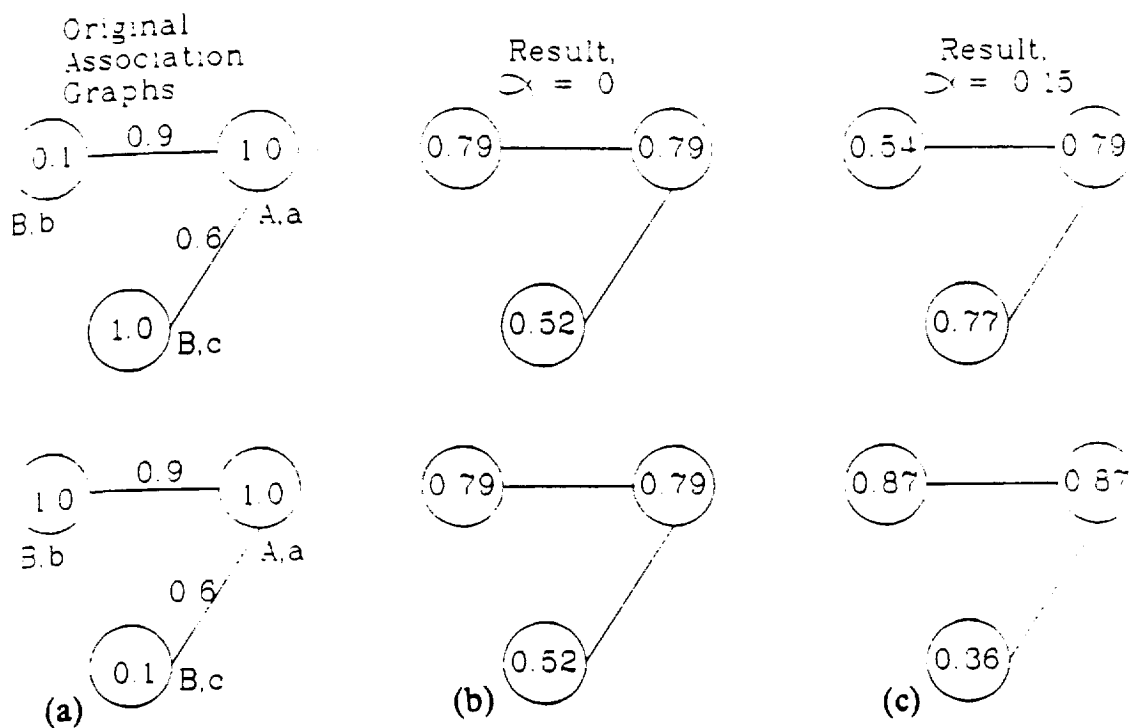 Original
Association
Graphs
Result,
∝ = 0
Result,
∝ = 0.15
0.1
0.9
1.0
B,b
A,a
0.6
1.0
B,c
0.79
0.79
0.52
0.54
0.79
0.77
1.0
0.9
1.0
B,b
A,a
0.6
0.1
B,c
0.79
0.79
0.52
0.87
0.87
0.36
(a)
(b)
(c)